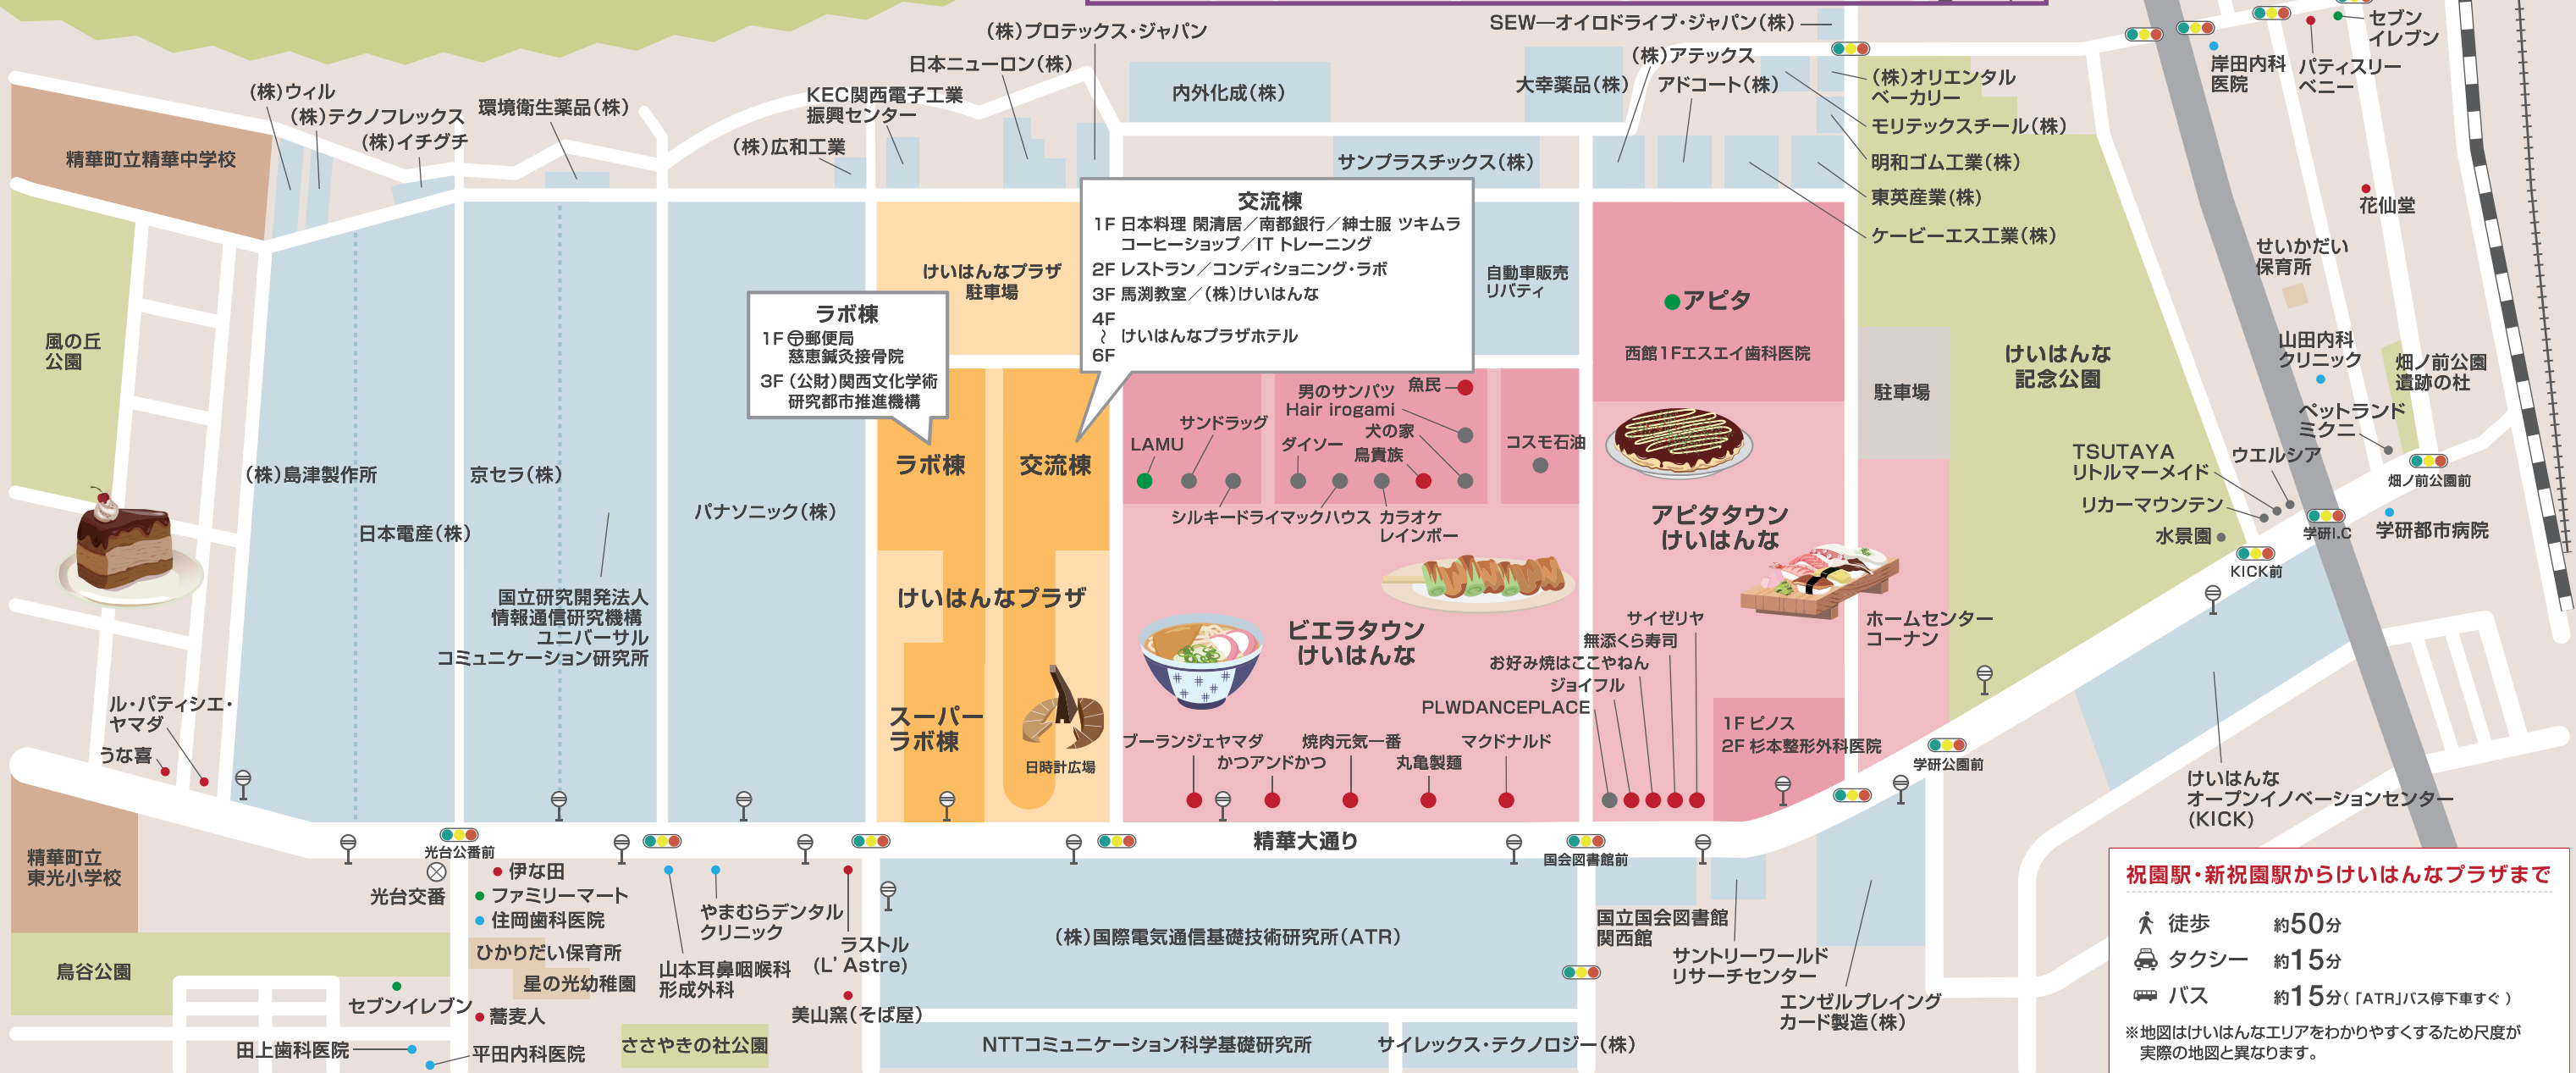 (株)プロテックス・ジャパン
日本ニューロン(株)
(株)ウィル
(株)テクノフレックス
(株)イチグチ
環境衛生薬品(株)
KEC関西電子工業
振興センター
(株)広和工業
内外化成(株)
SEW―オイロドライブ・ジャパン(株)
(株)アテックス
大幸薬品(株)
アドコート(株)
サンプラスチックス(株)
(株)オリエンタル
ベーカリー
モリテックスチール(株)
明和ゴム工業(株)
東英産業(株)
ケービーエス工業(株)
セブン
イレブン
岸田内科
医院
パティスリー
ベニー
花仙堂
せいかだい
保育所
山田内科
クリニック
畑ノ前公園
遺跡の杜
ペットランド
ミクニ
TSUTAYA
リトルマーメイド
ウエルシア
リカーマウンテン
水景園
畑ノ前公園前
学研I.C
学研都市病院
KICK前
精華町立精華中学校
風の丘
公園
(株)島津製作所
日本電産(株)
京セラ(株)
国立研究開発法人
情報通信研究機構
ユニバーサル
コミュニケーション研究所
パナソニック(株)
けいはんなプラザ
駐車場
ラボ棟
1F 〶郵便局
慈恵鍼灸接骨院
3F (公財)関西文化学術
研究都市推進機構
交流棟
1F 日本料理 閑清居/南都銀行/紳士服 ツキムラ
コーヒーショップ/IT トレーニング
2F レストラン/コンディショニング・ラボ
3F 馬渕教室/(株)けいはんな
4F
〜 けいはんなプラザホテル
6F
ラボ棟
交流棟
けいはんなプラザ
スーパー
ラボ棟
日時計広場
自動車販売
リバティ
アピタ
西館1Fエスエイ歯科医院
けいはんな
記念公園
駐車場
LAMU
サンドラッグ
シルキードライ
ダイソー
マックハウス
男のサンパツ
Hair irogami
魚民
犬の家
鳥貴族
カラオケ
レインボー
コスモ石油
アピタタウン
けいはんな
ビエラタウン
けいはんな
ホームセンター
コーナン
サイゼリヤ
無添くら寿司
お好み焼はここやねん
ジョイフル
PLWDANCEPLACE
ブーランジェヤマダ
かつアンドかつ
焼肉元気一番
丸亀製麺
マクドナルド
1F ピノス
2F 杉本整形外科医院
学研公園前
けいはんな
オープンイノベーションセンター
(KICK)
ル・パティシエ・
ヤマダ
うな喜
精華大通り
光台公番前
国会図書館前
精華町立
東光小学校
光台交番
伊な田
ファミリーマート
住岡歯科医院
ひかりだい保育所
星の光幼稚園
やまむらデンタル
クリニック
山本耳鼻咽喉科
形成外科
ラストル
(L' Astre)
美山窯(そば屋)
鳥谷公園
セブンイレブン
蕎麦人
田上歯科医院
平田内科医院
ささやきの社公園
(株)国際電気通信基礎技術研究所(ATR)
NTTコミュニケーション科学基礎研究所
サイレックス・テクノロジー(株)
国立国会図書館
関西館
サントリーワールド
リサーチセンター
エンゼルプレイング
カード製造(株)
祝園駅・新祝園駅からけいはんなプラザまで
徒歩 約50分
タクシー 約15分
バス 約15分(「ATR」バス停下車すぐ)
※地図はけいはんなエリアをわかりやすくするため尺度が
実際の地図と異なります。